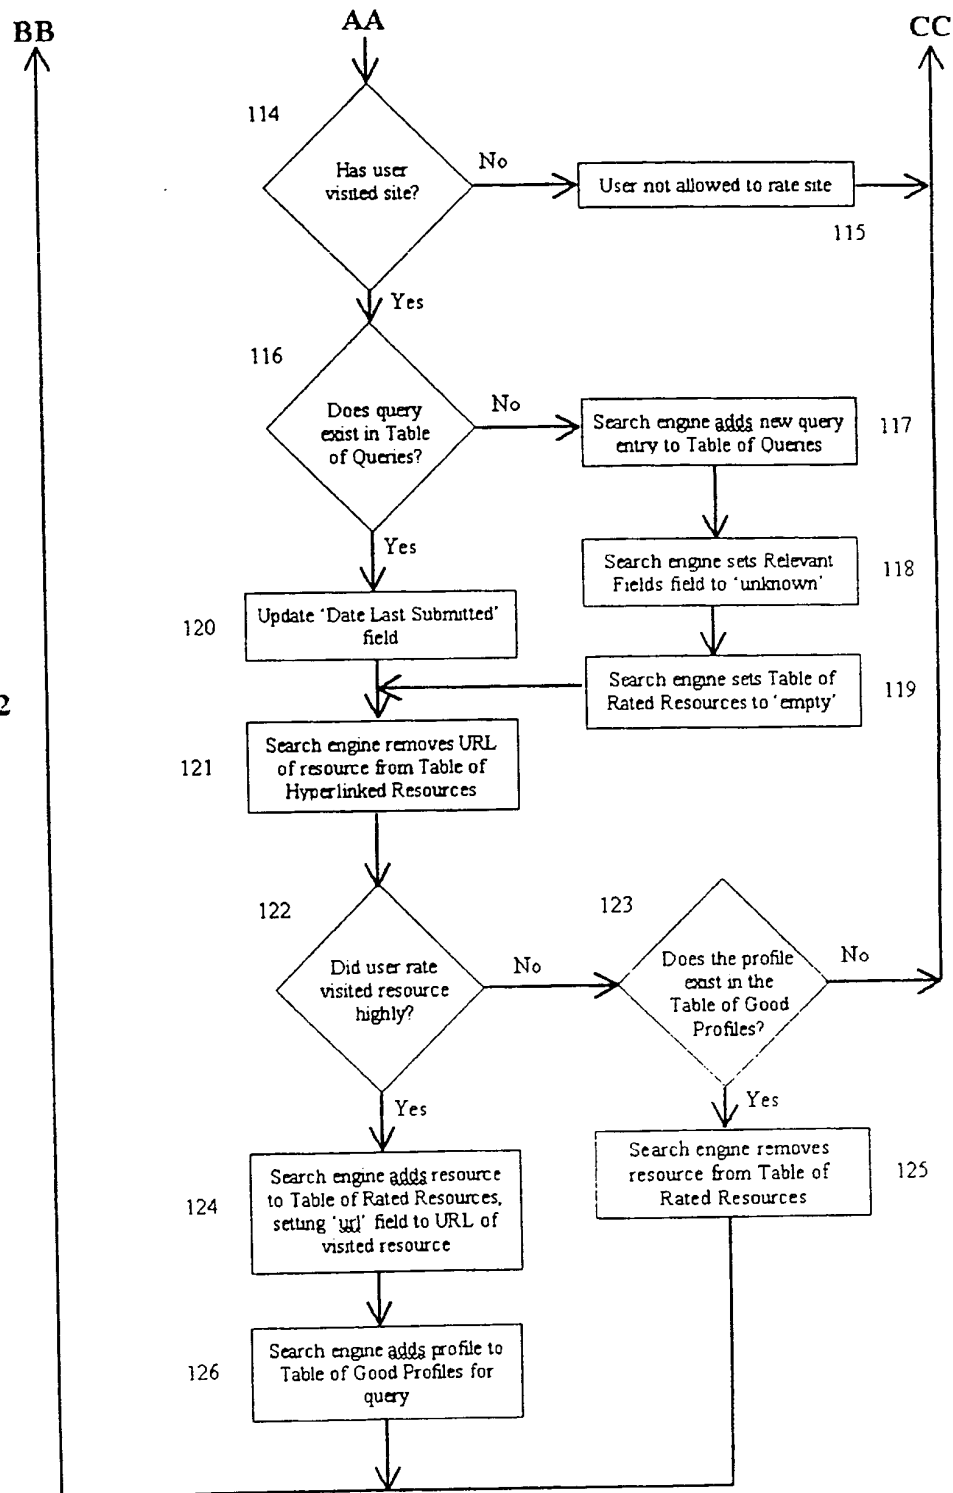 BB
AA
CC
114
Has user
visited site?
No
User not allowed to rate site
115
Yes
116
Does query
exist in Table
of Queries?
No
Search engine adds new query
entry to Table of Queries
117
Yes
Search engine sets Relevant
Fields field to ‘unknown’
118
120
Update ‘Date Last Submitted’
field
Search engine sets Table of
Rated Resources to ‘empty’
119
2
121
Search engine removes URL
of resource from Table of
Hyperlinked Resources
122
Did user rate
visited resource
highly?
No
123
Does the profile
exist in the
Table of Good
Profiles?
No
Yes
Yes
124
Search engine adds resource
to Table of Rated Resources,
setting ‘url’ field to URL of
visited resource
Search engine removes
resource from Table of
Rated Resources
125
126
Search engine adds profile to
Table of Good Profiles for
query